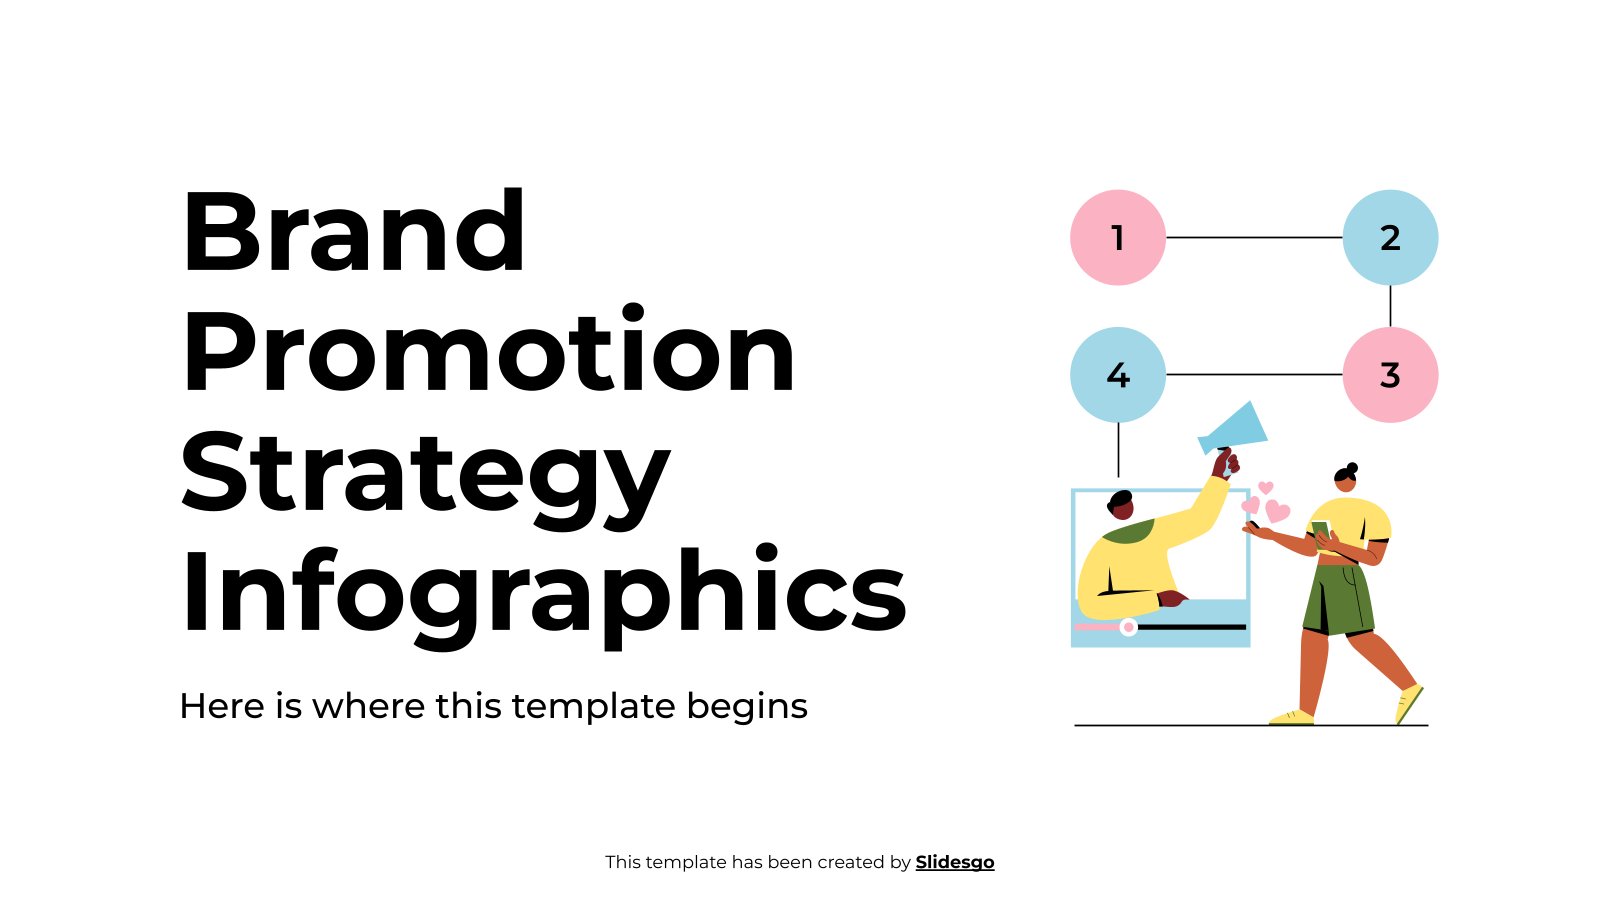 Brand
Promotion
Strategy
Infographics
Here is where this template begins
1
2
4
3
This template has been created by Slidesgo